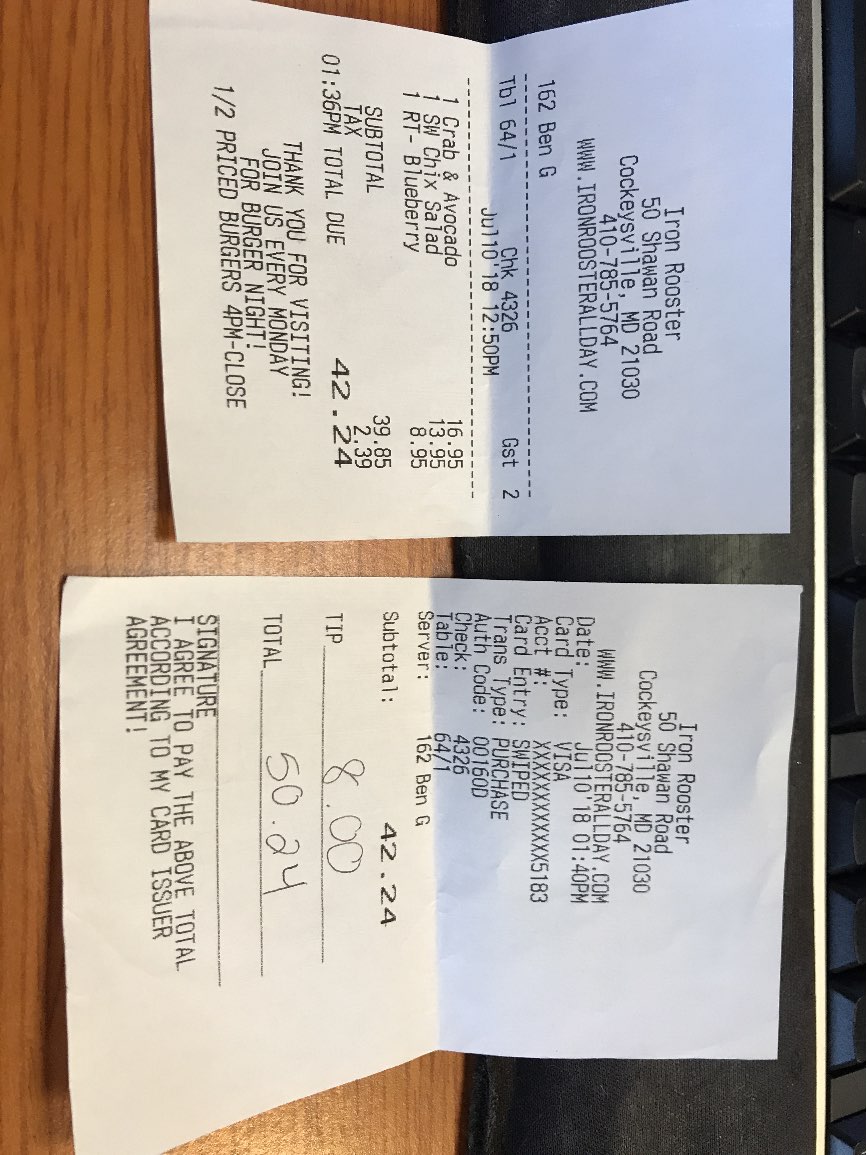 Iron Rooster
50 Shawan Road
Cockeysville, MD 21030
410-785-5764
WWW.IRONROOSTERALLDAY.COM
162 Ben G
Tbl 64/1 Chk 4326 Gst 2
Jul10'18 12:50PM
1 Crab & Avocado 16.95
1 SW Chix Salad 13.95
1 RT- Blueberry 8.95
SUBTOTAL 39.85
TAX 2.39
01:36PM TOTAL DUE 42.24
THANK YOU FOR VISITING!
JOIN US EVERY MONDAY
FOR BURGER NIGHT!
1/2 PRICED BURGERS 4PM-CLOSE
Iron Rooster
50 Shawan Road
Cockeysville, MD 21030
410-785-5764
WWW.IRONROOSTERALLDAY.COM
Date: Jul10'18 01:40PM
Card Type: VISA
Acct #: XXXXXXXXXXXX5183
Card Entry: SWIPED
Trans Type: PURCHASE
Auth Code: 00160D
Check: 4326
Table: 64/1
Server: 162 Ben G
Subtotal: 42.24
TIP 8.00
TOTAL 50.24
SIGNATURE
I AGREE TO PAY THE ABOVE TOTAL
ACCORDING TO MY CARD ISSUER
AGREEMENT!